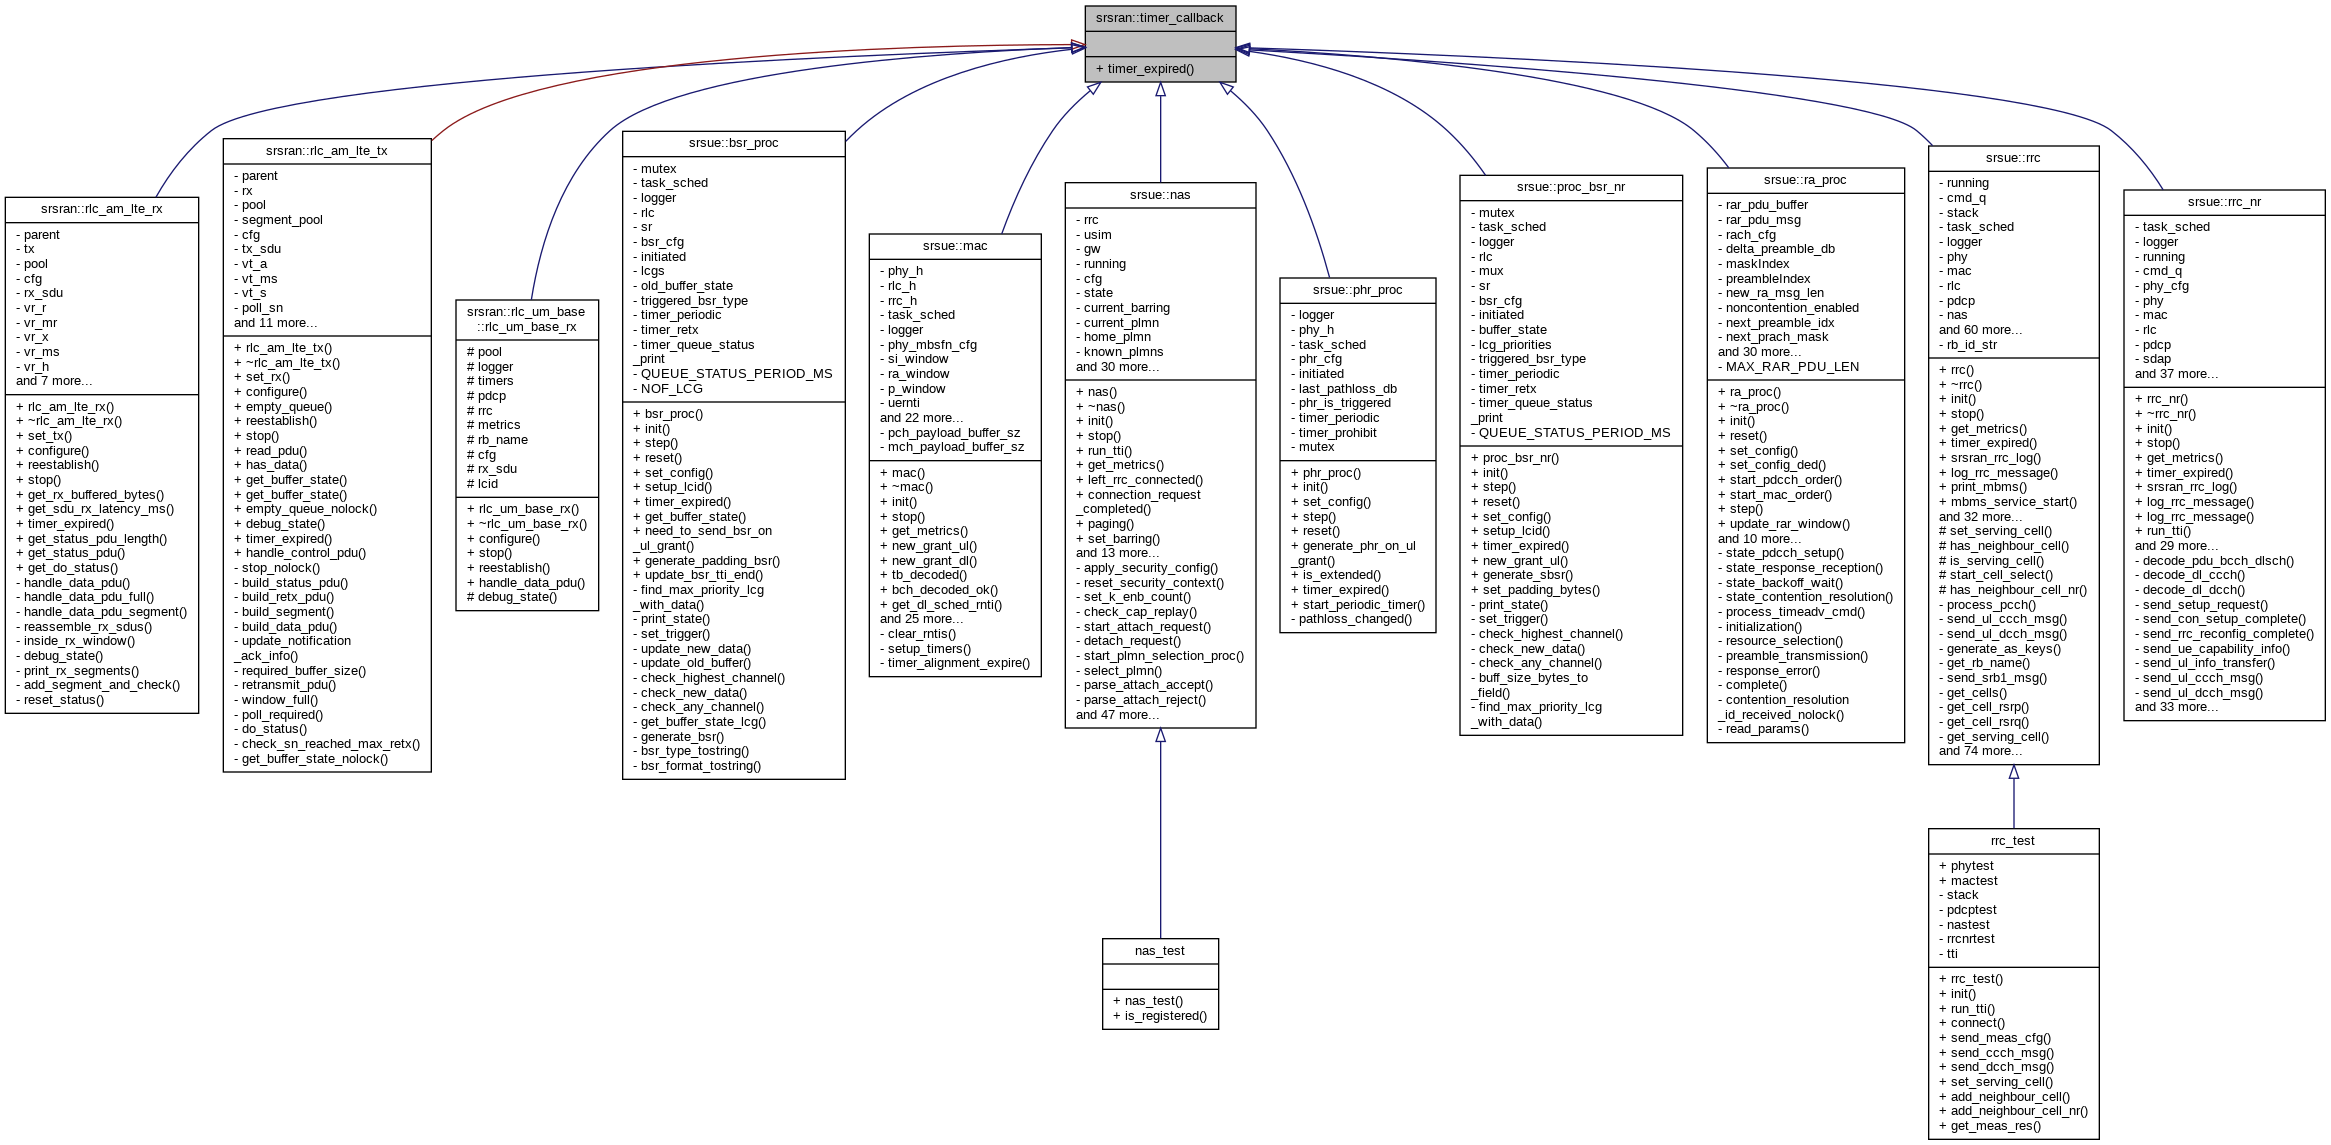 srsran::timer_callback
+ timer_expired()
srsran::rlc_am_lte_rx
- parent
- tx
- pool
- cfg
- rx_sdu
- vr_r
- vr_mr
- vr_x
- vr_ms
- vr_h
and 7 more...
+ rlc_am_lte_rx()
+ ~rlc_am_lte_rx()
+ set_tx()
+ configure()
+ reestablish()
+ stop()
+ get_rx_buffered_bytes()
+ get_sdu_rx_latency_ms()
+ timer_expired()
+ get_status_pdu_length()
+ get_status_pdu()
+ get_do_status()
- handle_data_pdu()
- handle_data_pdu_full()
- handle_data_pdu_segment()
- reassemble_rx_sdus()
- inside_rx_window()
- debug_state()
- print_rx_segments()
- add_segment_and_check()
- reset_status()
srsran::rlc_am_lte_tx
- parent
- rx
- pool
- segment_pool
- cfg
- tx_sdu
- vt_a
- vt_ms
- vt_s
- poll_sn
and 11 more...
+ rlc_am_lte_tx()
+ ~rlc_am_lte_tx()
+ set_rx()
+ configure()
+ empty_queue()
+ reestablish()
+ stop()
+ read_pdu()
+ has_data()
+ get_buffer_state()
+ get_buffer_state()
+ empty_queue_nolock()
+ debug_state()
+ timer_expired()
+ handle_control_pdu()
- stop_nolock()
- build_status_pdu()
- build_retx_pdu()
- build_segment()
- build_data_pdu()
- update_notification
_ack_info()
- required_buffer_size()
- retransmit_pdu()
- window_full()
- poll_required()
- do_status()
- check_sn_reached_max_retx()
- get_buffer_state_nolock()
srsran::rlc_um_base
::rlc_um_base_rx
# pool
# logger
# timers
# pdcp
# rrc
# metrics
# rb_name
# cfg
# rx_sdu
# lcid
+ rlc_um_base_rx()
+ ~rlc_um_base_rx()
+ configure()
+ stop()
+ reestablish()
+ handle_data_pdu()
# debug_state()
srsue::bsr_proc
- mutex
- task_sched
- logger
- rlc
- sr
- bsr_cfg
- initiated
- lcgs
- old_buffer_state
- triggered_bsr_type
- timer_periodic
- timer_retx
- timer_queue_status
_print
- QUEUE_STATUS_PERIOD_MS
- NOF_LCG
+ bsr_proc()
+ init()
+ step()
+ reset()
+ set_config()
+ setup_lcid()
+ timer_expired()
+ get_buffer_state()
+ need_to_send_bsr_on
_ul_grant()
+ generate_padding_bsr()
+ update_bsr_tti_end()
- find_max_priority_lcg
_with_data()
- print_state()
- set_trigger()
- update_new_data()
- update_old_buffer()
- check_highest_channel()
- check_new_data()
- check_any_channel()
- get_buffer_state_lcg()
- generate_bsr()
- bsr_type_tostring()
- bsr_format_tostring()
srsue::mac
- phy_h
- rlc_h
- rrc_h
- task_sched
- logger
- phy_mbsfn_cfg
- si_window
- ra_window
- p_window
- uernti
and 22 more...
- pch_payload_buffer_sz
- mch_payload_buffer_sz
+ mac()
+ ~mac()
+ init()
+ stop()
+ get_metrics()
+ new_grant_ul()
+ new_grant_dl()
+ tb_decoded()
+ bch_decoded_ok()
+ get_dl_sched_rnti()
and 25 more...
- clear_rntis()
- setup_timers()
- timer_alignment_expire()
srsue::nas
- rrc
- usim
- gw
- running
- cfg
- state
- current_barring
- current_plmn
- home_plmn
- known_plmns
and 30 more...
+ nas()
+ ~nas()
+ init()
+ stop()
+ run_tti()
+ get_metrics()
+ left_rrc_connected()
+ connection_request
_completed()
+ paging()
+ set_barring()
and 13 more...
- apply_security_config()
- reset_security_context()
- set_k_enb_count()
- check_cap_replay()
- start_attach_request()
- detach_request()
- start_plmn_selection_proc()
- select_plmn()
- parse_attach_accept()
- parse_attach_reject()
and 47 more...
nas_test
+ nas_test()
+ is_registered()
srsue::phr_proc
- logger
- phy_h
- task_sched
- phr_cfg
- initiated
- last_pathloss_db
- phr_is_triggered
- timer_periodic
- timer_prohibit
- mutex
+ phr_proc()
+ init()
+ set_config()
+ step()
+ reset()
+ generate_phr_on_ul
_grant()
+ is_extended()
+ timer_expired()
+ start_periodic_timer()
- pathloss_changed()
srsue::proc_bsr_nr
- mutex
- task_sched
- logger
- rlc
- mux
- sr
- bsr_cfg
- initiated
- buffer_state
- lcg_priorities
- triggered_bsr_type
- timer_periodic
- timer_retx
- timer_queue_status
_print
- QUEUE_STATUS_PERIOD_MS
+ proc_bsr_nr()
+ init()
+ step()
+ reset()
+ set_config()
+ setup_lcid()
+ timer_expired()
+ new_grant_ul()
+ generate_sbsr()
+ set_padding_bytes()
- print_state()
- set_trigger()
- check_highest_channel()
- check_new_data()
- check_any_channel()
- buff_size_bytes_to
_field()
- find_max_priority_lcg
_with_data()
srsue::ra_proc
- rar_pdu_buffer
- rar_pdu_msg
- rach_cfg
- delta_preamble_db
- maskIndex
- preambleIndex
- new_ra_msg_len
- noncontention_enabled
- next_preamble_idx
- next_prach_mask
and 30 more...
- MAX_RAR_PDU_LEN
+ ra_proc()
+ ~ra_proc()
+ init()
+ reset()
+ set_config()
+ set_config_ded()
+ start_pdcch_order()
+ start_mac_order()
+ step()
+ update_rar_window()
and 10 more...
- state_pdcch_setup()
- state_response_reception()
- state_backoff_wait()
- state_contention_resolution()
- process_timeadv_cmd()
- initialization()
- resource_selection()
- preamble_transmission()
- response_error()
- complete()
- contention_resolution
_id_received_nolock()
- read_params()
srsue::rrc
- running
- cmd_q
- stack
- task_sched
- logger
- phy
- mac
- rlc
- pdcp
- nas
and 60 more...
- rb_id_str
+ rrc()
+ ~rrc()
+ init()
+ stop()
+ get_metrics()
+ timer_expired()
+ srsran_rrc_log()
+ log_rrc_message()
+ print_mbms()
+ mbms_service_start()
and 32 more...
# set_serving_cell()
# has_neighbour_cell()
# is_serving_cell()
# start_cell_select()
# has_neighbour_cell_nr()
- process_pcch()
- send_ul_ccch_msg()
- send_ul_dcch_msg()
- generate_as_keys()
- get_rb_name()
- send_srb1_msg()
- get_cells()
- get_cell_rsrp()
- get_cell_rsrq()
- get_serving_cell()
and 74 more...
rrc_test
+ phytest
+ mactest
- stack
- pdcptest
- nastest
- rrcnrtest
- tti
+ rrc_test()
+ init()
+ run_tti()
+ connect()
+ send_meas_cfg()
+ send_ccch_msg()
+ send_dcch_msg()
+ set_serving_cell()
+ add_neighbour_cell()
+ add_neighbour_cell_nr()
+ get_meas_res()
srsue::rrc_nr
- task_sched
- logger
- running
- cmd_q
- phy_cfg
- phy
- mac
- rlc
- pdcp
- sdap
and 37 more...
+ rrc_nr()
+ ~rrc_nr()
+ init()
+ stop()
+ get_metrics()
+ timer_expired()
+ srsran_rrc_log()
+ log_rrc_message()
+ log_rrc_message()
+ run_tti()
and 29 more...
- decode_pdu_bcch_dlsch()
- decode_dl_ccch()
- decode_dl_dcch()
- send_setup_request()
- send_con_setup_complete()
- send_rrc_reconfig_complete()
- send_ue_capability_info()
- send_ul_info_transfer()
- send_ul_ccch_msg()
- send_ul_dcch_msg()
and 33 more...